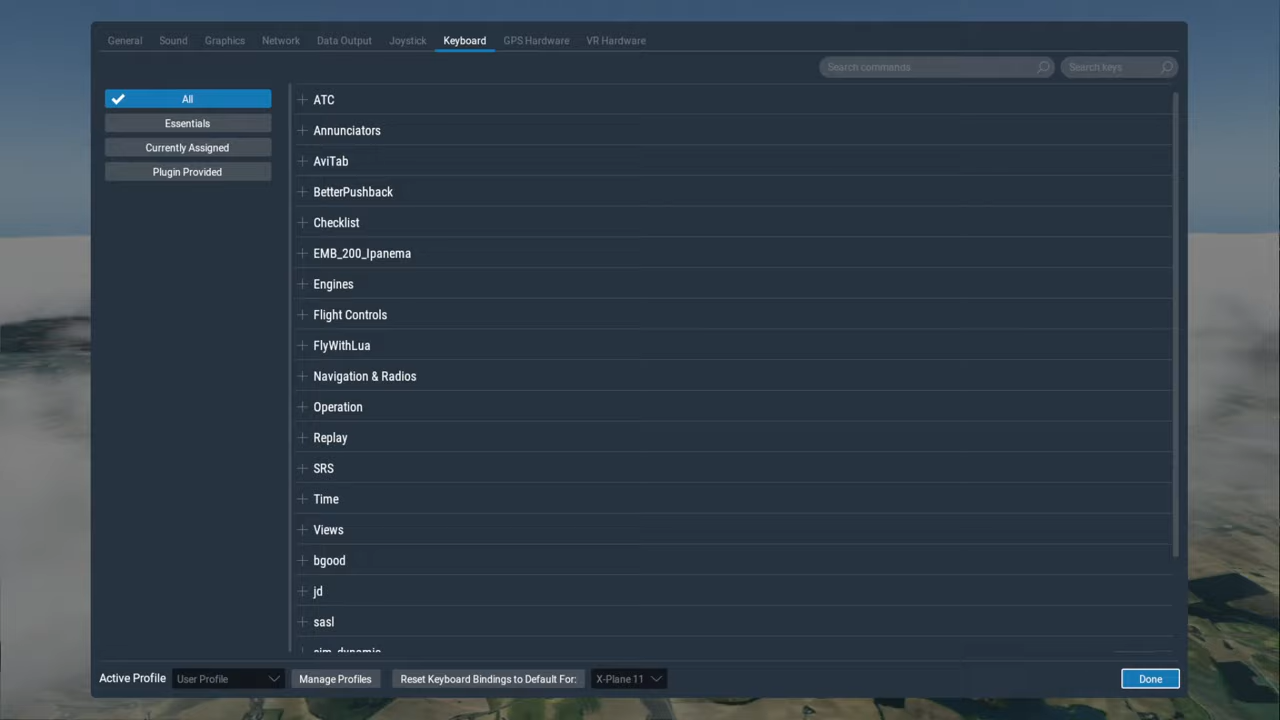 General Sound Graphics Network Data Output Joystick Keyboard GPS Hardware VR Hardware
Search commands Search keys
All
Essentials
Currently Assigned
Plugin Provided
ATC
Annunciators
AviTab
BetterPushback
Checklist
EMB_200_Ipanema
Engines
Flight Controls
FlyWithLua
Navigation & Radios
Operation
Replay
SRS
Time
Views
bgood
jd
sasl
sim_dynamic
Active Profile User Profile Manage Profiles Reset Keyboard Bindings to Default For: X-Plane 11 Done